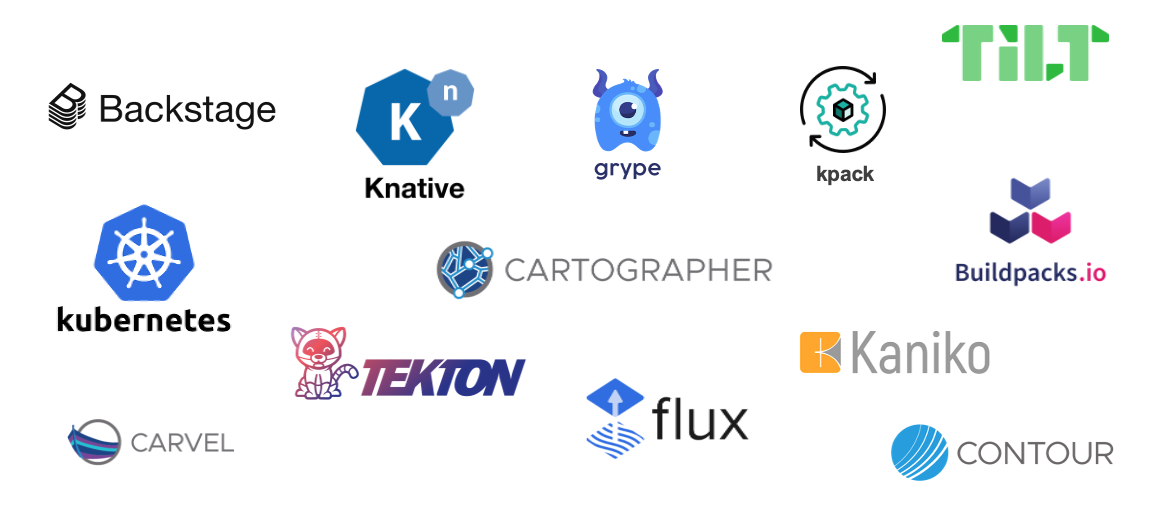 TiLT
Backstage
K
n
Knative
grype
kpack
kubernetes
CARTOGRAPHER
Buildpacks.io
TEKTON
Kaniko
flux
CARVEL
CONTOUR